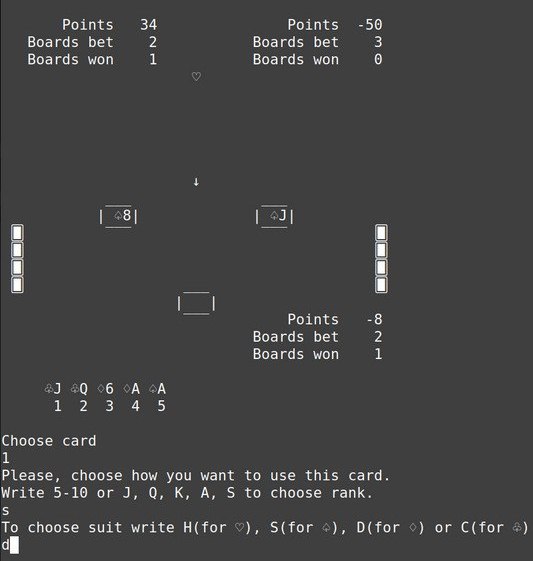 Points 34 Points -50
Boards bet 2 Boards bet 3
Boards won 1 Boards won 0
♡
↓
|♤8| |♤J|
| |
Points -8
Boards bet 2
Boards won 1
♧J ♧Q ♢6 ♢A ♤A
1 2 3 4 5
Choose card
1
Please, choose how you want to use this card.
Write 5-10 or J, Q, K, A, S to choose rank.
s
To choose suit write H(for ♡), S(for ♤), D(for ♢) or C(for ♧)
d